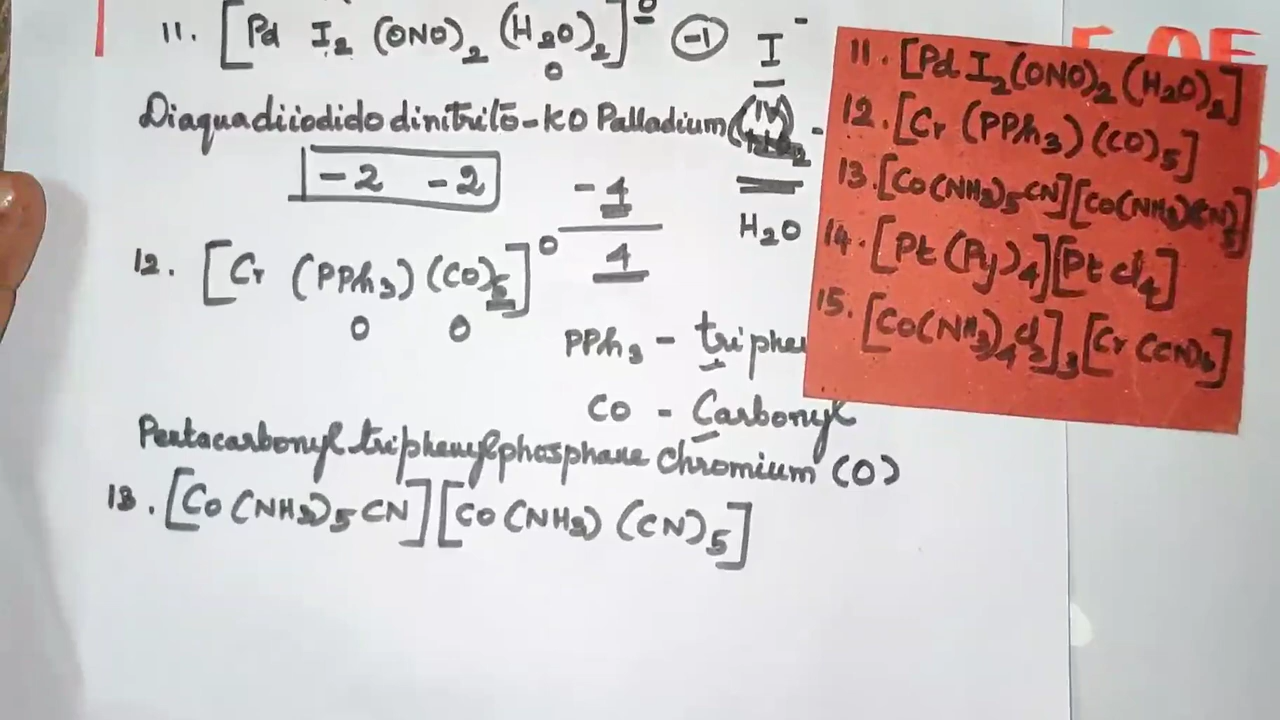 11. [Pd I₂ (ONO)₂ (H₂O)₂]⁰ -1 I⁻
0
Diaquadiiodido dinitrito-KO Palladium (IV)
-2 -2
-4
4
H₂O
12. [Cr (PPh₃) (CO)₅]⁰
0 0
PPh₃ - triphe
CO - Carbonyl
Pentacarbonyl triphenylphosphane Chromium (0)
13. [Co (NH₃)₅ CN] [Co (NH₃) (CN)₅]
11. [Pd I₂ (ONO)₂ (H₂O)₂]
12. [Cr (PPh₃) (CO)₅]
13. [Co (NH₃)₅ CN] [Co (NH₃) (CN)₅]
14. [Pt (Py)₄] [Pt Cl₄]
15. [Co (NH₃)₄ Cl₂]₃ [Cr (CN)₆]